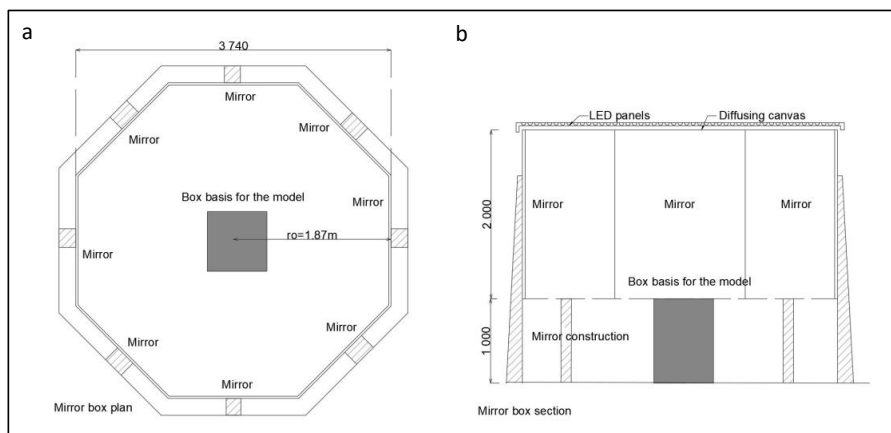 a
3 740
Mirror
Mirror
Mirror
Mirror
Box basis for the model
ro=1.87m
Mirror
Mirror
Mirror
Mirror
Mirror box plan
b
LED panels
Diffusing canvas
2 000
Mirror
Mirror
Mirror
Box basis for the model
1 000
Mirror construction
Mirror box section